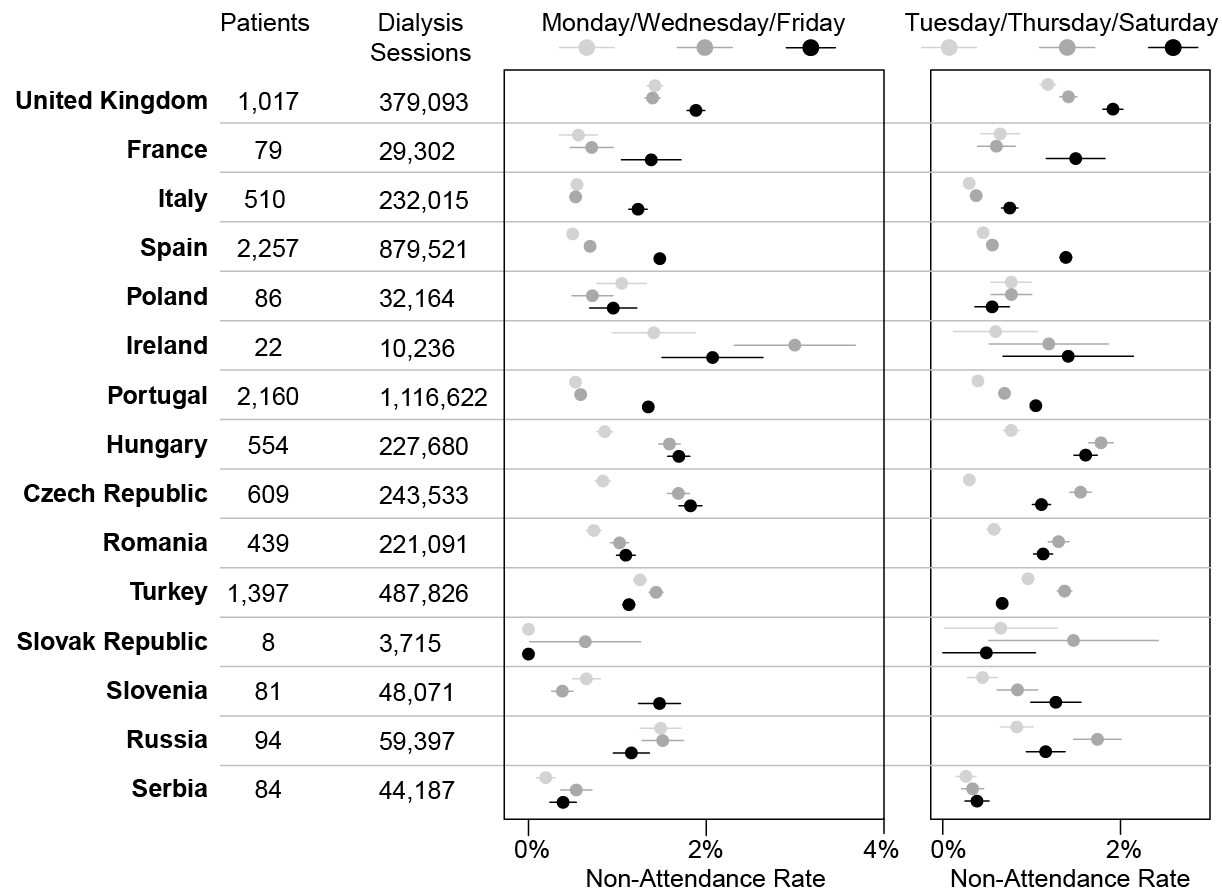 Patients Dialysis Sessions Monday/Wednesday/Friday Tuesday/Thursday/Saturday
United Kingdom 1,017 379,093
France 79 29,302
Italy 510 232,015
Spain 2,257 879,521
Poland 86 32,164
Ireland 22 10,236
Portugal 2,160 1,116,622
Hungary 554 227,680
Czech Republic 609 243,533
Romania 439 221,091
Turkey 1,397 487,826
Slovak Republic 8 3,715
Slovenia 81 48,071
Russia 94 59,397
Serbia 84 44,187
0% 2% 4% 0% 2%
Non-Attendance Rate Non-Attendance Rate